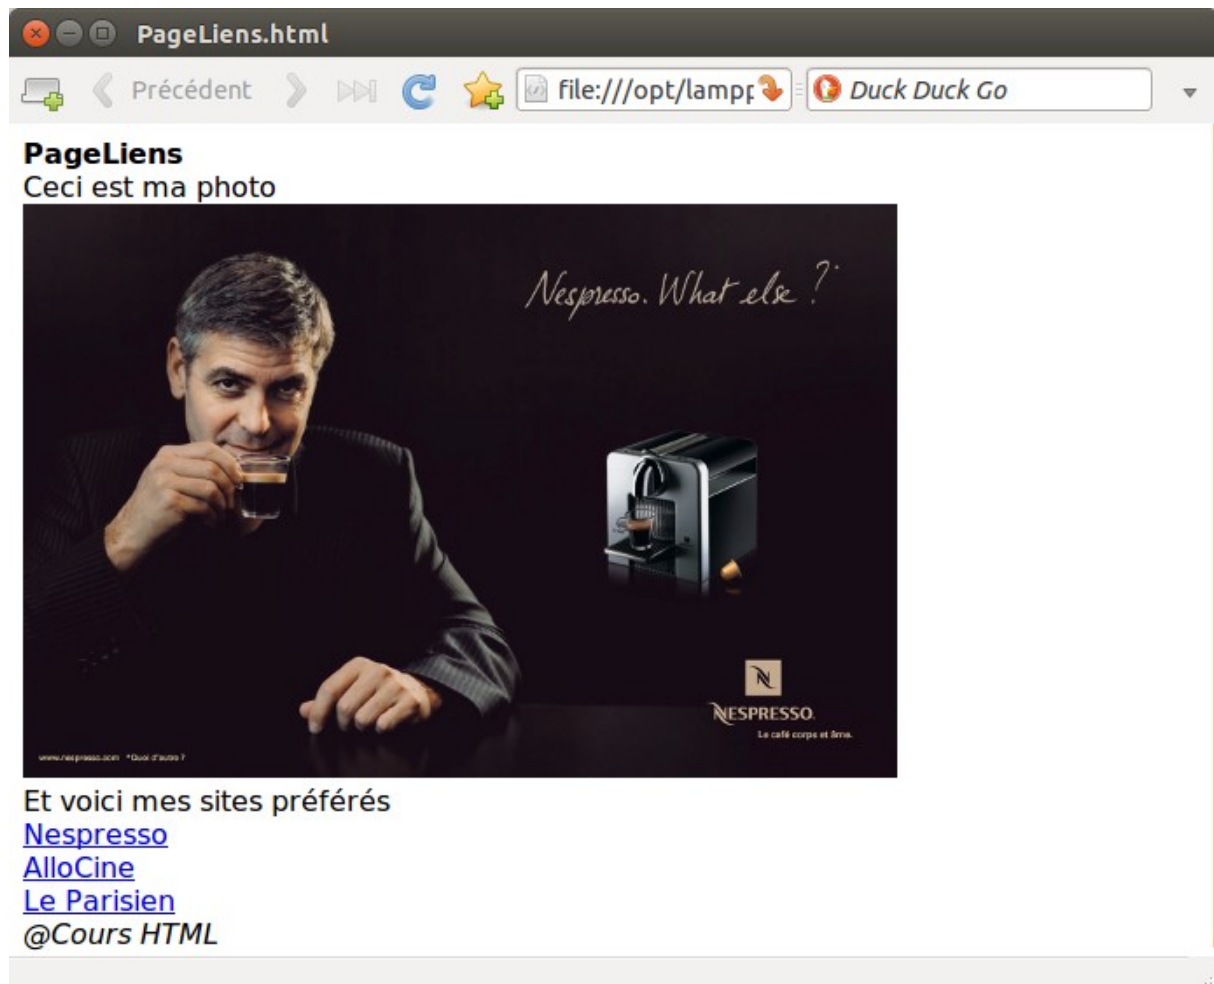 PageLiens.html
Précédent
file:///opt/lampp
Duck Duck Go
PageLiens
Ceci est ma photo
Nespresso. What else ?*
NESPRESSO.
Le café corps et âme.
www.nespresso.com *Quoi d'autre ?
Et voici mes sites préférés
Nespresso
AlloCine
Le Parisien
@Cours HTML